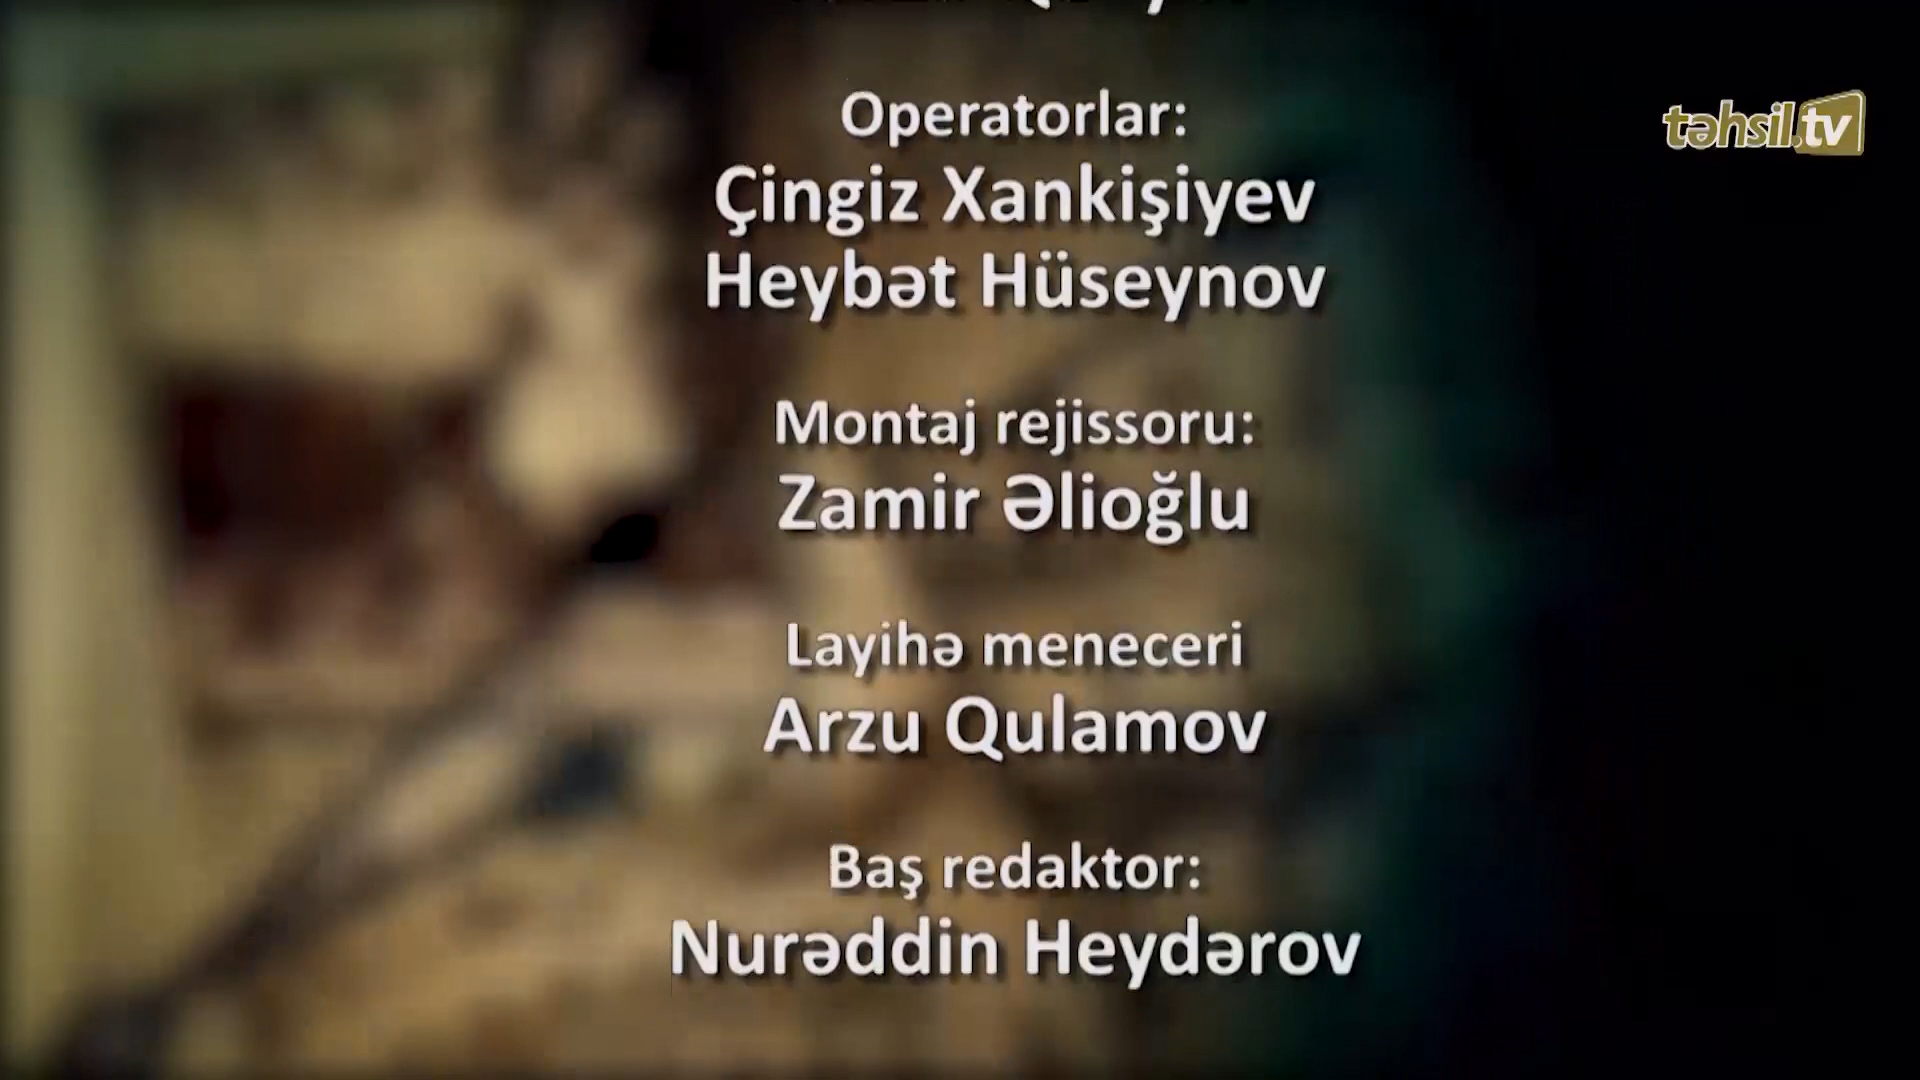 Operatorlar:
Çingiz Xankişiyev
Heybət Hüseynov
Montaj rejissoru:
Zamir Əlioğlu
Layihə meneceri
Arzu Qulamov
Baş redaktor:
Nurəddin Heydərov
təhsil.tv